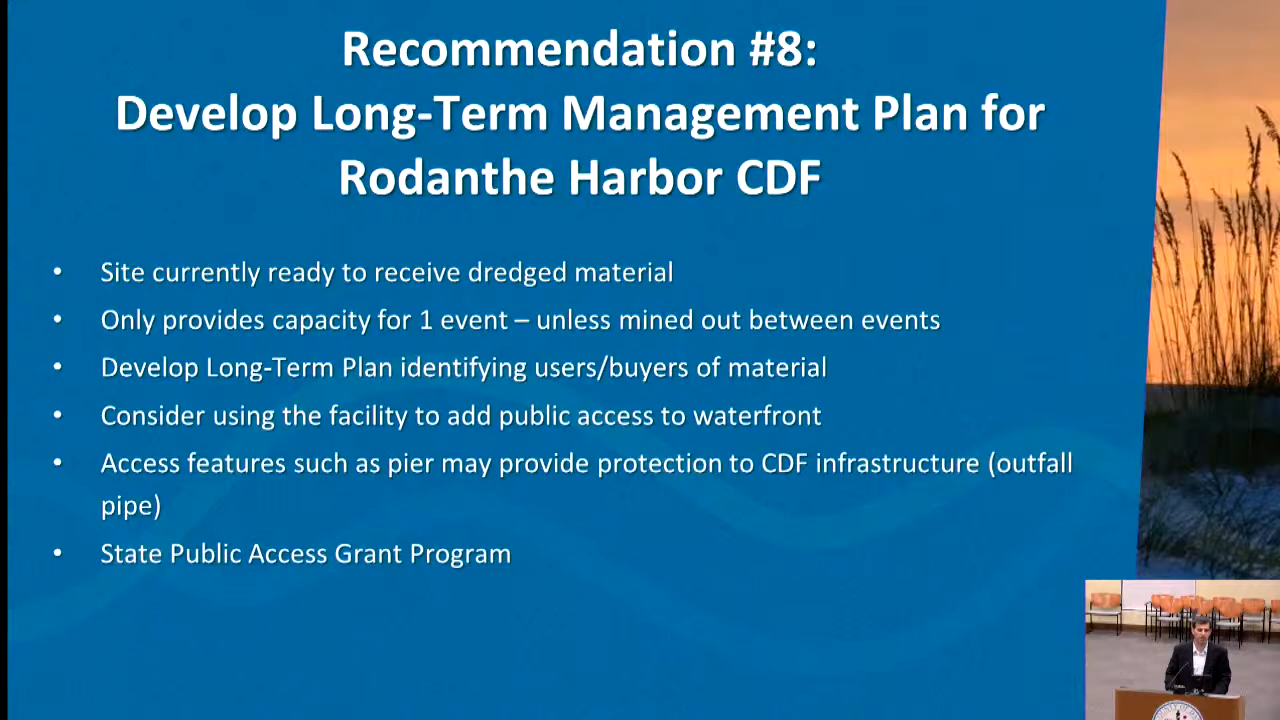 Recommendation #8:
Develop Long-Term Management Plan for
Rodanthe Harbor CDF
• Site currently ready to receive dredged material
• Only provides capacity for 1 event – unless mined out between events
• Develop Long-Term Plan identifying users/buyers of material
• Consider using the facility to add public access to waterfront
• Access features such as pier may provide protection to CDF infrastructure (outfall
pipe)
• State Public Access Grant Program